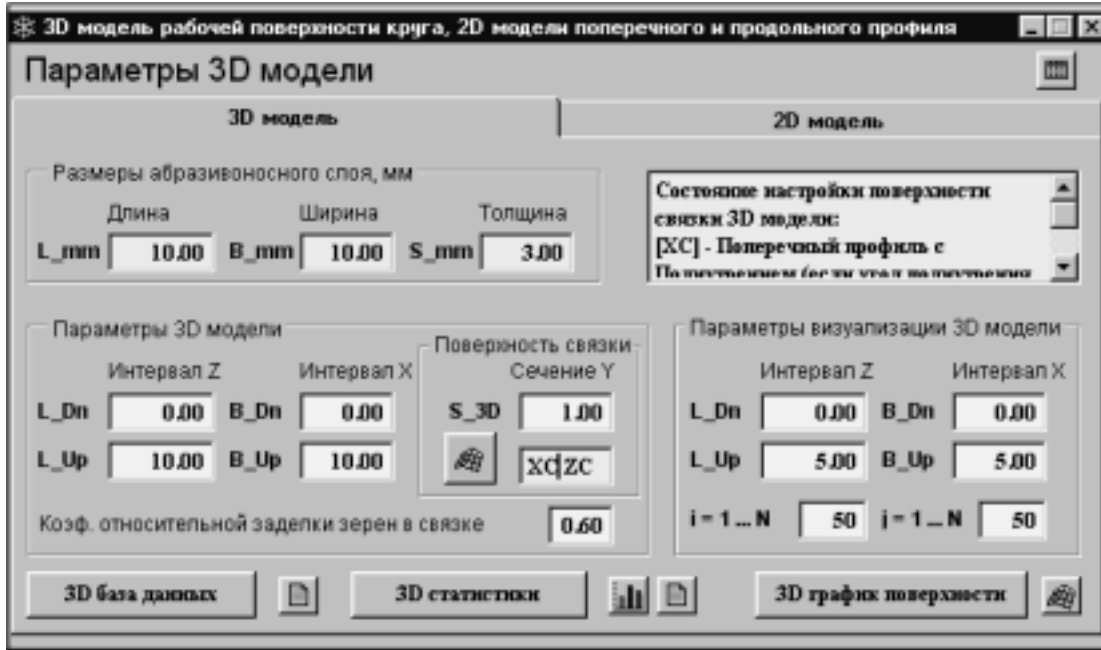 3D модель рабочей поверхности круга, 2D модели поперечного и продольного профиля
Параметры 3D модели
3D модель 2D модель
Размеры абразивоносного слоя, мм
Длина Ширина Толщина
L_mm 10.00 B_mm 10.00 S_mm 3.00
Состояние настройки поверхности
связки 3D модели:
[XC] - Поперечный профиль с
Параметры 3D модели
Интервал Z Интервал X
L_Dn 0.00 B_Dn 0.00
L_Up 10.00 B_Up 10.00
Поверхность связки
Сечение Y
S_3D 1.00
XC ZC
Коэф. относительной заделки зерен в связке 0.60
Параметры визуализации 3D модели
Интервал Z Интервал X
L_Dn 0.00 B_Dn 0.00
L_Up 5.00 B_Up 5.00
i = 1 ... N 50 j = 1 ... N 50
3D база данных 3D статистики 3D график поверхности